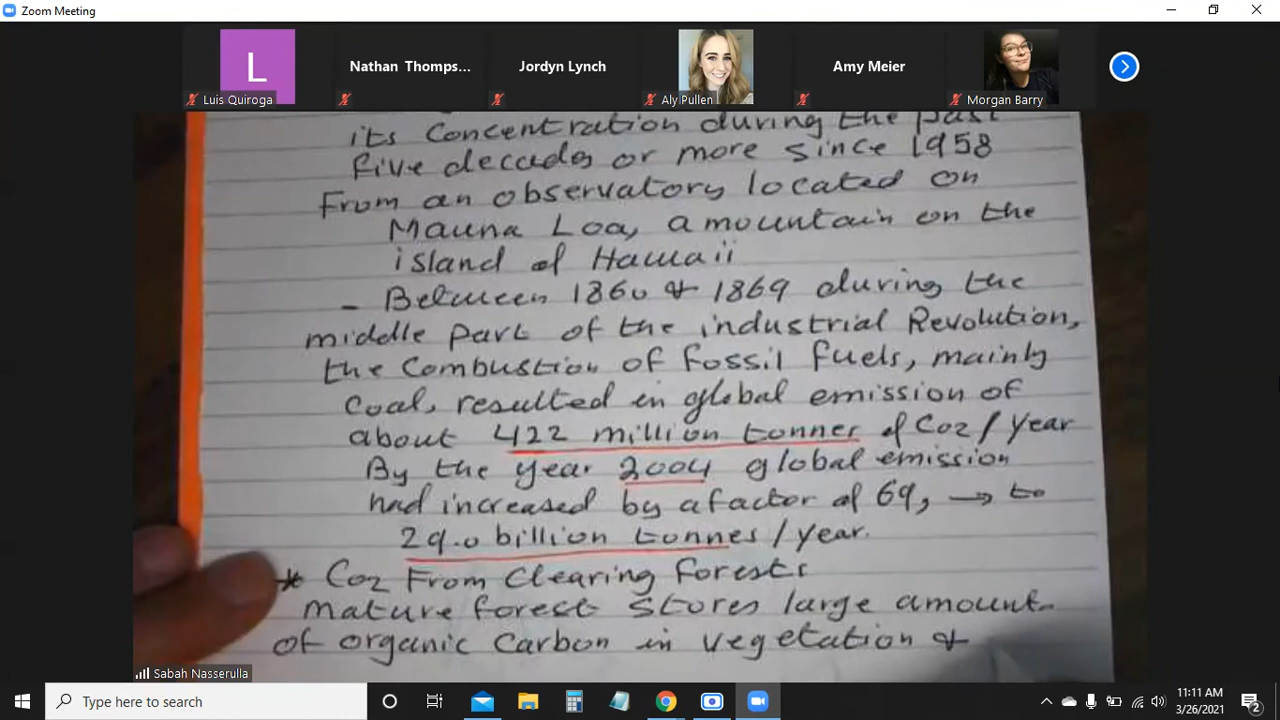 Zoom Meeting
L
Luis Quiroga
Nathan Thomps...
Jordyn Lynch
Aly Pullen
Amy Meier
Morgan Barry
its Concentration during the past
five decades or more since 1958
From an observatory located on
Mauna Loa, a mountain on the
island of Hawaii
- Between 1860 & 1869 during the
middle part of the industrial Revolution,
the Combustion of Fossil Fuels, mainly
Coal, resulted in global emission of
about 422 million tonner of Co2 / year
By the year 2004 global emission
had increased by a factor of 69, → to
29.0 billion tonnes / year.
* Co2 From Clearing Forests
Mature forest stores large amount
of organic Carbon in vegetation &
Sabah Nasserulla
Type here to search
11:11 AM
3/26/2021
2